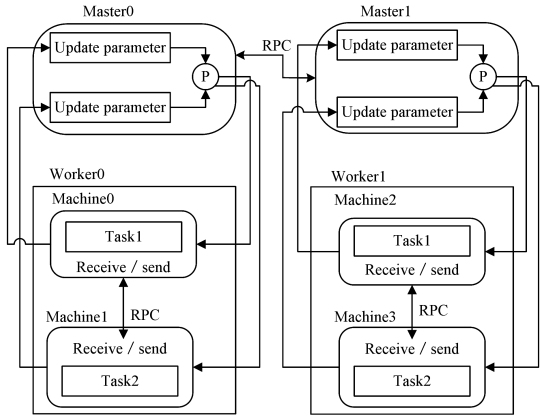 Master0
Master1
Update parameter
RPC
Update parameter
P
P
Update parameter
Update parameter
Worker0
Worker1
Machine0
Machine2
Task1
Task1
Receive / send
Receive / send
RPC
RPC
Machine1
Machine3
Receive / send
Receive / send
Task2
Task2